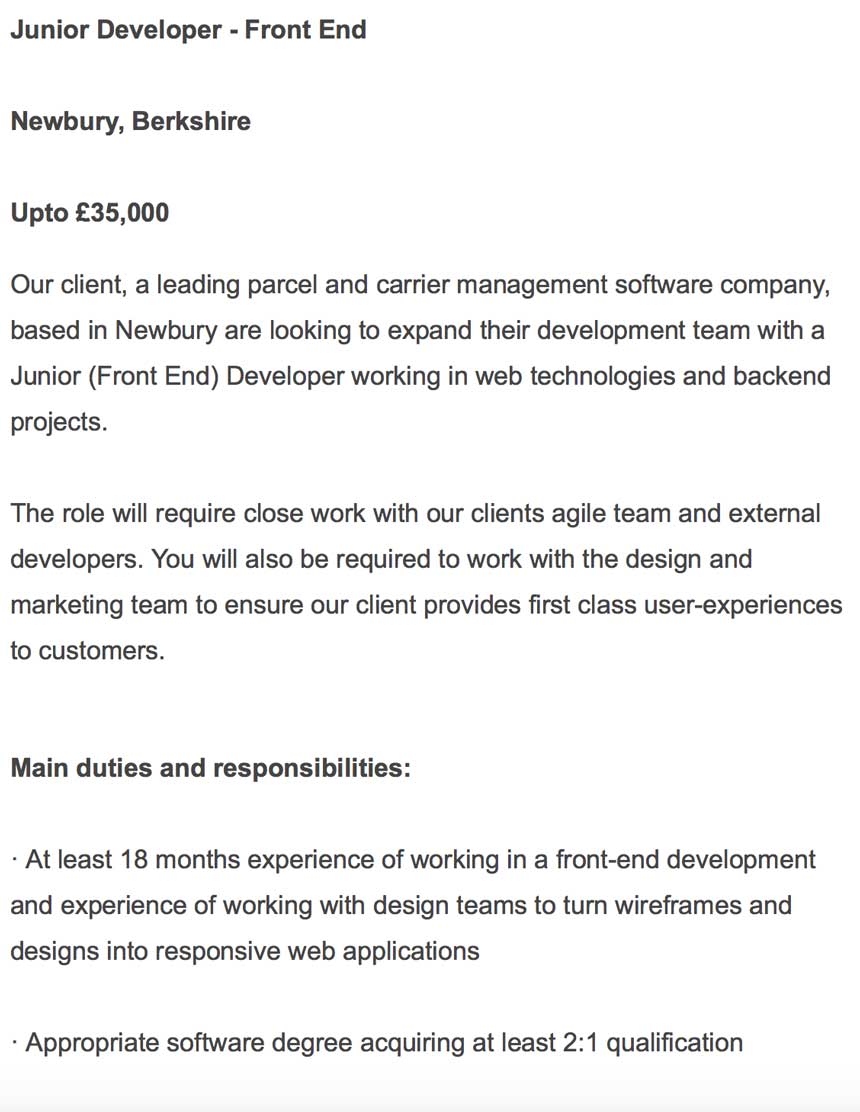 Junior Developer - Front End
Newbury, Berkshire
Upto £35,000
Our client, a leading parcel and carrier management software company,
based in Newbury are looking to expand their development team with a
Junior (Front End) Developer working in web technologies and backend
projects.
The role will require close work with our clients agile team and external
developers. You will also be required to work with the design and
marketing team to ensure our client provides first class user-experiences
to customers.
Main duties and responsibilities:
· At least 18 months experience of working in a front-end development
and experience of working with design teams to turn wireframes and
designs into responsive web applications
· Appropriate software degree acquiring at least 2:1 qualification